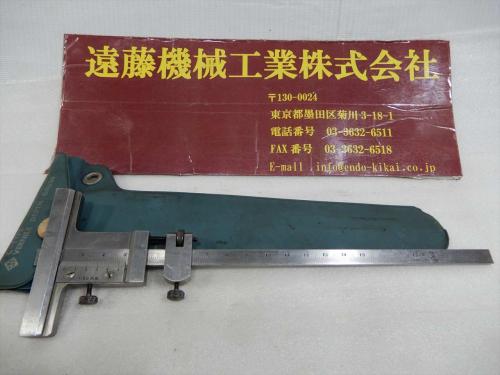 遠藤機械工業株式会社
〒130-0024
東京都墨田区菊川3-18-1
電話番号 03-3632-6511
FAX番号 03-3632-6518
E-mail .info@endo-kikai.co.jp
VERNIER